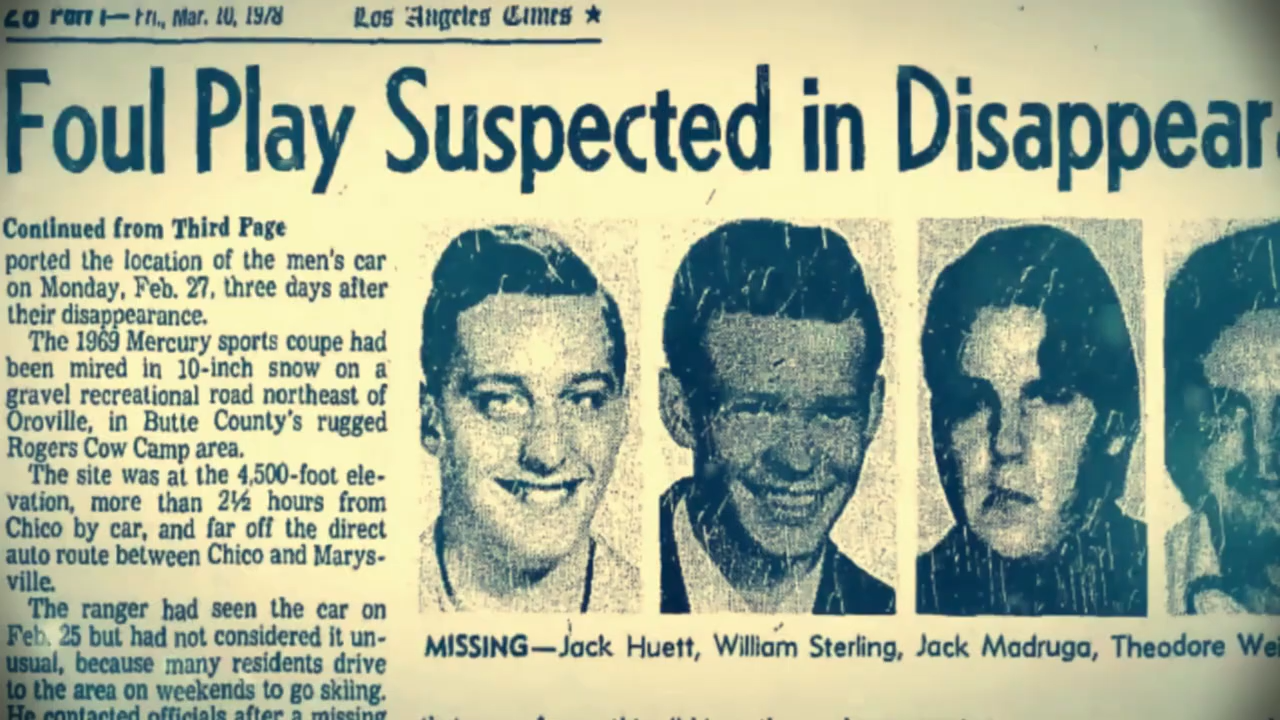 20 Part I—Fri., Mar. 10, 1978 Los Angeles Times ★
Foul Play Suspected in Disappear
Continued from Third Page
ported the location of the men's car
on Monday, Feb. 27, three days after
their disappearance.
The 1969 Mercury sports coupe had
been mired in 10-inch snow on a
gravel recreational road northeast of
Oroville, in Butte County's rugged
Rogers Cow Camp area.
The site was at the 4,500-foot ele-
vation, more than 2½ hours from
Chico by car, and far off the direct
auto route between Chico and Marys-
ville.
The ranger had seen the car on
Feb. 25 but had not considered it un-
usual, because many residents drive
to the area on weekends to go skiing.
He contacted officials after a missing
MISSING—Jack Huett, William Sterling, Jack Madruga, Theodore We